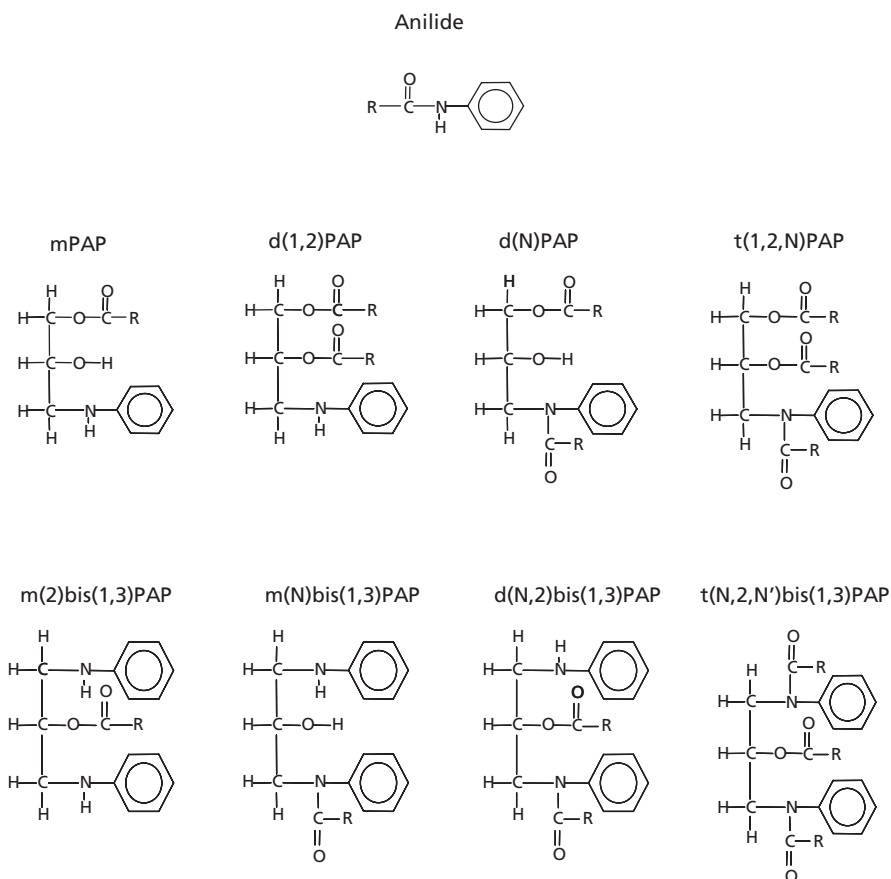 Anilide
O
R C N
H
mPAP
d(1,2)PAP
d(N)PAP
t(1,2,N)PAP
H O
H C O C R
H C O H
H C N
H H
H O
H C O C R
O
H C O C R
H C N
H H
H O
H C O C R
H C O H
H C N
H C R
O
H O
H C O C R
O
H C O C R
H C N
H C R
O
m(2)bis(1,3)PAP
m(N)bis(1,3)PAP
d(N,2)bis(1,3)PAP
t(N,2,N′)bis(1,3)PAP
H
H C N
H O
H C O C R
H C N
H H
H
H C N
H
H C O H
H C N
H C R
O
H H
H C N
O
H C O C R
H C N
H C R
O
O
H C R
H C N
O
H C O C R
H C N
H C R
O